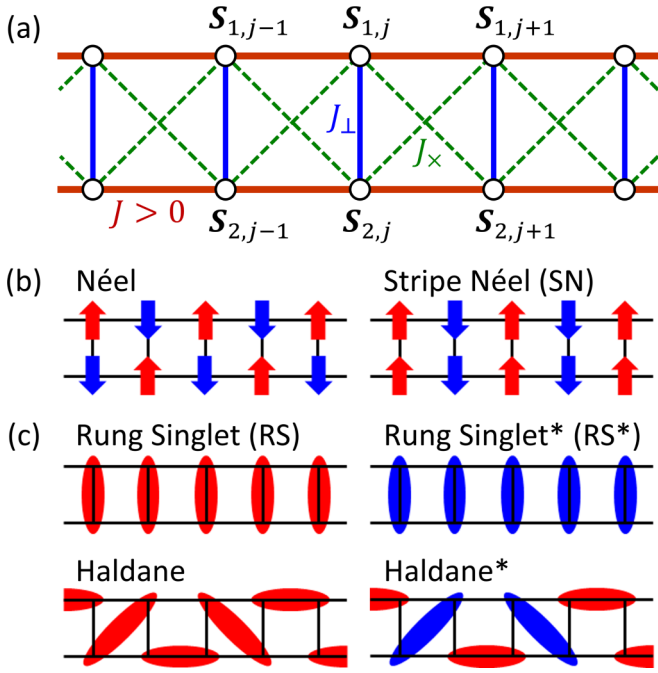 (a)
S₁,ⱼ₋₁ S₁,ⱼ S₁,ⱼ₊₁
J⊥
J×
J > 0
S₂,ⱼ₋₁ S₂,ⱼ S₂,ⱼ₊₁
(b) Néel Stripe Néel (SN)
(c) Rung Singlet (RS) Rung Singlet* (RS*)
Haldane Haldane*